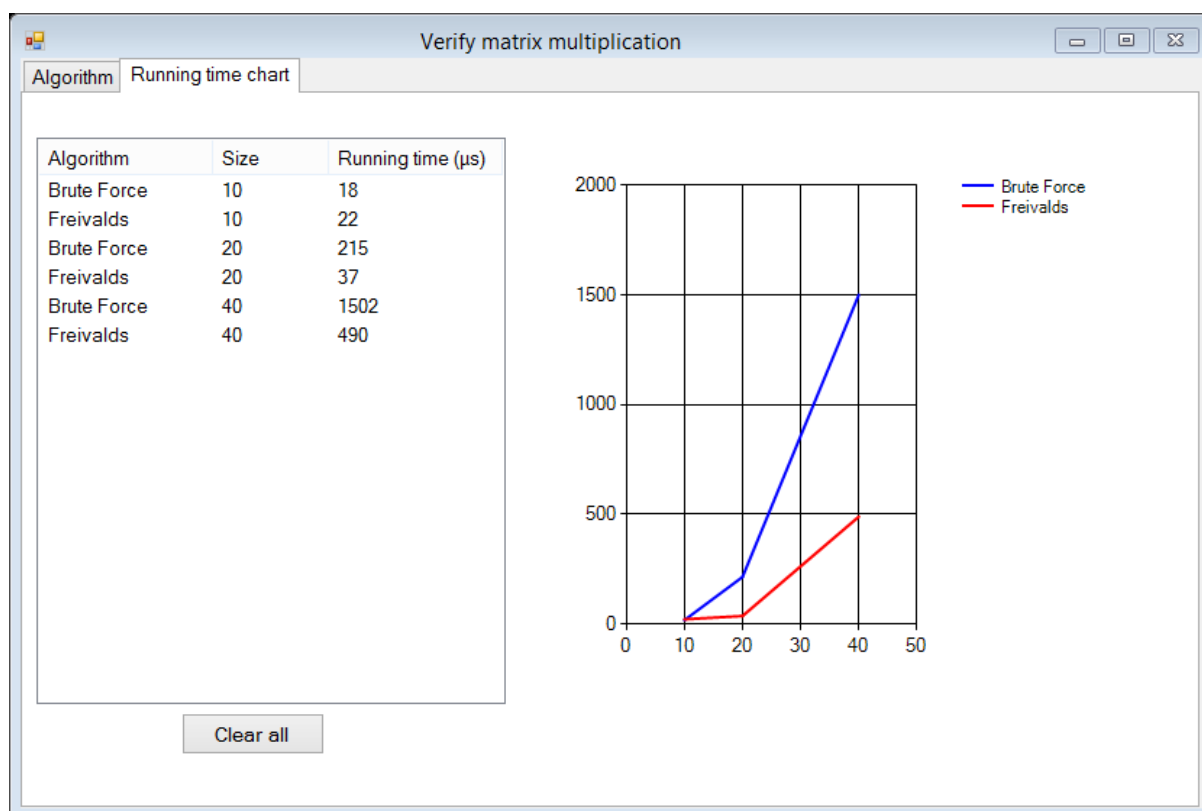 Verify matrix multiplication
Algorithm Running time chart
Algorithm Size Running time (µs)
Brute Force 10 18
Freivalds 10 22
Brute Force 20 215
Freivalds 20 37
Brute Force 40 1502
Freivalds 40 490
Clear all
2000
1500
1000
500
0
0 10 20 30 40 50
Brute Force
Freivalds